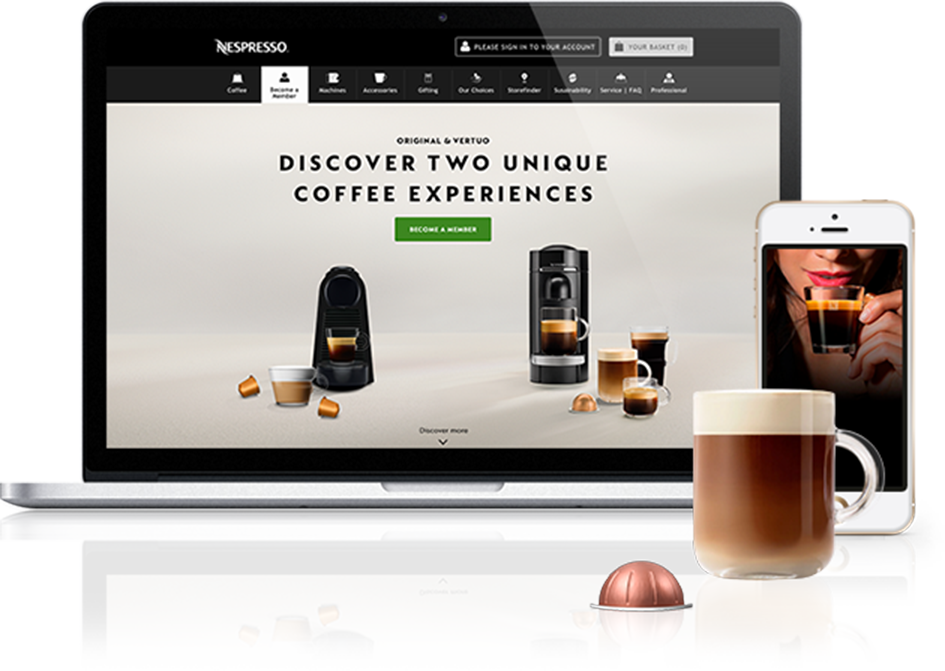 NESPRESSO
PLEASE SIGN IN TO YOUR ACCOUNT
YOUR BASKET (0)
Coffee
Become a
Member
Machines
Accessories
Gifting
Our Choices
Storefinder
Sustainability
Service | FAQ
Professional
ORIGINAL & VERTUO
DISCOVER TWO UNIQUE
COFFEE EXPERIENCES
BECOME A MEMBER
Discover more